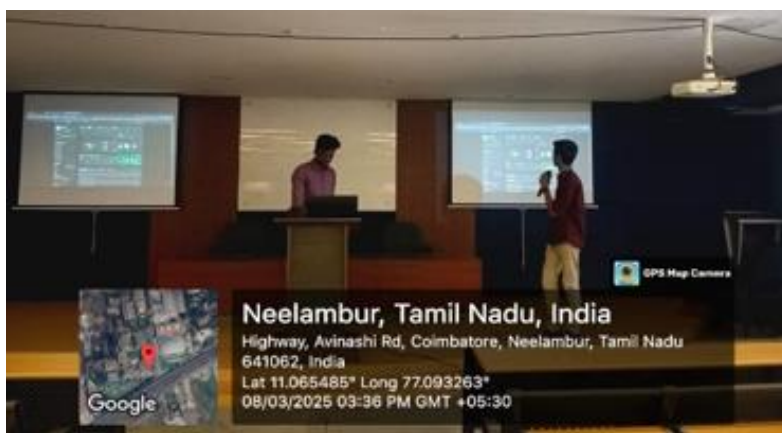 GPS Map Camera
Neelambur, Tamil Nadu, India
Highway, Avinashi Rd, Coimbatore, Neelambur, Tamil Nadu
641062, India
Lat 11.065485° Long 77.093263°
08/03/2025 03:36 PM GMT +05:30
Google